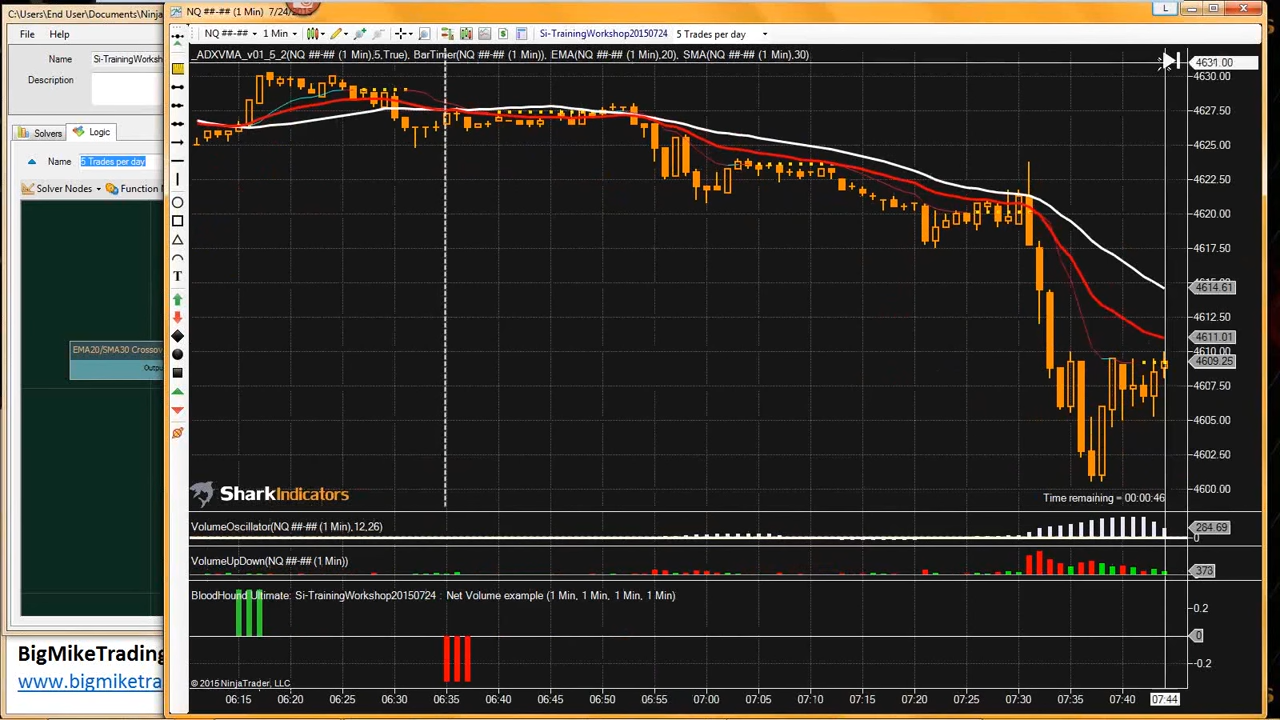 C:\Users\End User\Documents\Ninja
File Help
Name Si-TrainingWorksh
Description
Solvers Logic
Name 5 Trades per day
Solver Nodes Function
EMA20/SMA30 Crossov
Outpu
BigMikeTrading
www.bigmiketra
NQ ##-## (1 Min) 7/24/
L
NQ ##-## 1 Min Si-TrainingWorkshop20150724 5 Trades per day
T
_ADXVMA_v01_5_2(NQ ##-## (1 Min),5,True), BarTimer(NQ ##-## (1 Min)), EMA(NQ ##-## (1 Min),20), SMA(NQ ##-## (1 Min),30)
4631.00
4630.00
4627.50
4625.00
4622.50
4620.00
4617.50
4615.00
4614.61
4612.50
4611.01
4610.00
4609.25
4607.50
4605.00
4602.50
4600.00
SharkIndicators
Time remaining = 00:00:46
VolumeOscillator(NQ ##-## (1 Min),12,26)
264.69
0
VolumeUpDown(NQ ##-## (1 Min))
373
BloodHound Ultimate: Si-TrainingWorkshop20150724 : Net Volume example (1 Min, 1 Min, 1 Min, 1 Min)
0.2
0
-0.2
© 2015 NinjaTrader, LLC
06:15 06:20 06:25 06:30 06:35 06:40 06:45 06:50 06:55 07:00 07:05 07:10 07:15 07:20 07:25 07:30 07:35 07:40 07:44